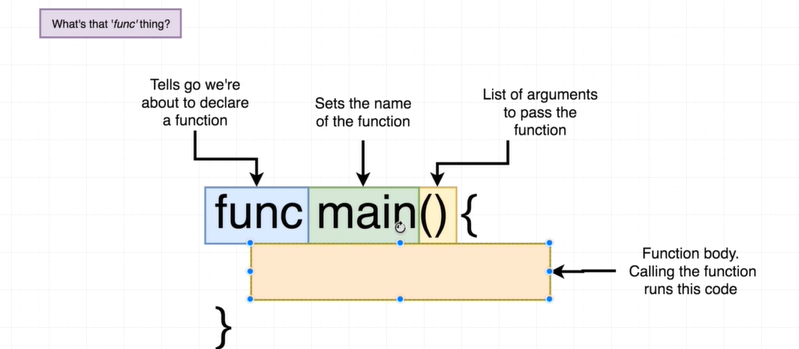 What's that 'func' thing?
Tells go we're
about to declare
a function
Sets the name
of the function
List of arguments
to pass the
function
func main() {
Function body.
Calling the function
runs this code
}